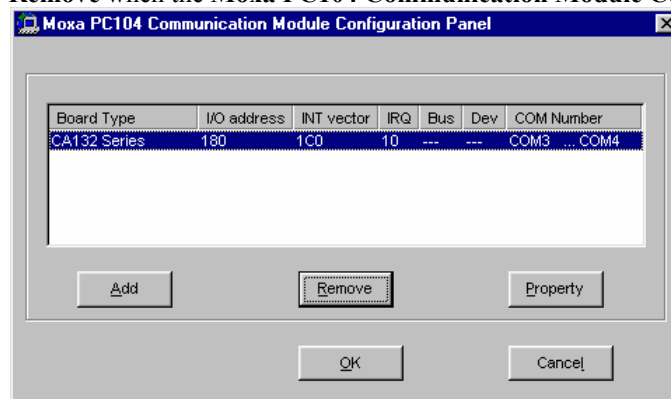 Remove when the Moxa PC104 Communication Module C
Moxa PC104 Communication Module Configuration Panel
Board Type I/O address INT vector IRQ Bus Dev COM Number
CA132 Series 180 1C0 10 --- --- COM3 ... COM4
Add Remove Property
OK Cancel